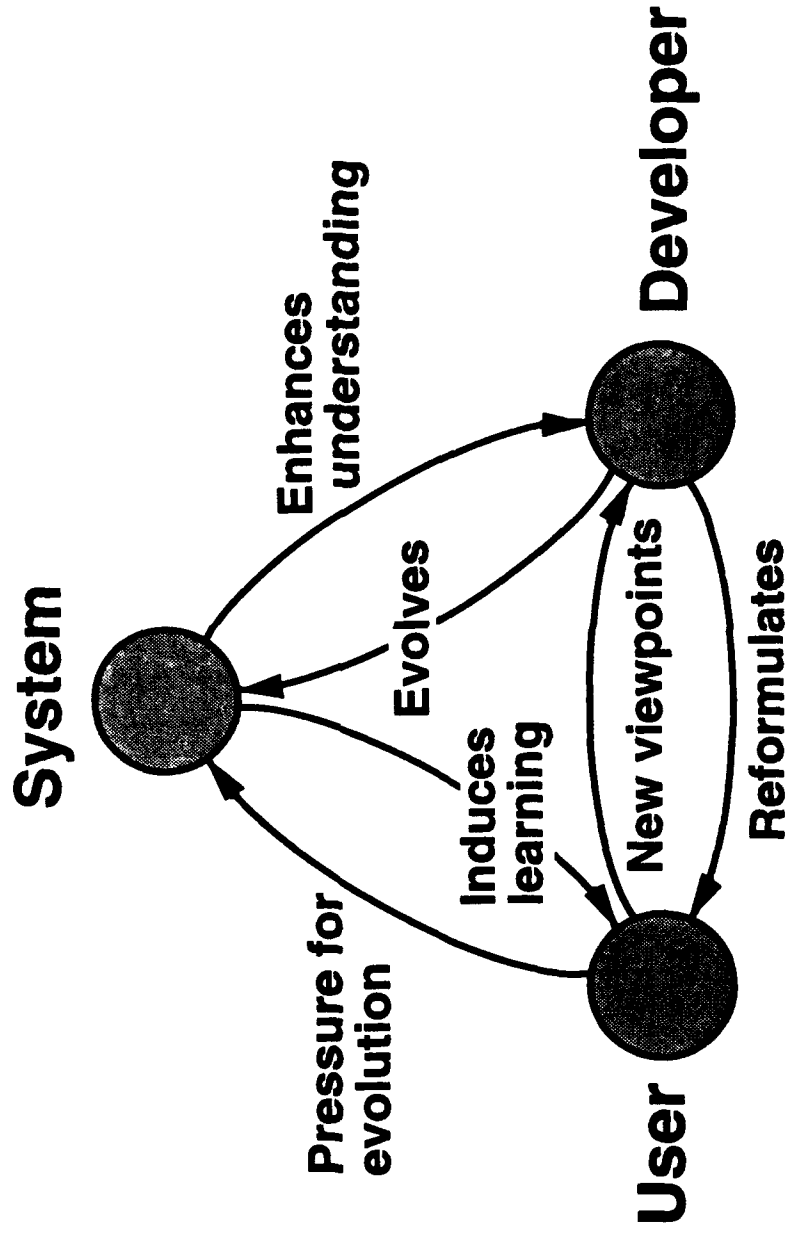 System
Pressure for
evolution
Enhances
understanding
Evolves
Induces
learning
User
New viewpoints
Developer
Reformulates